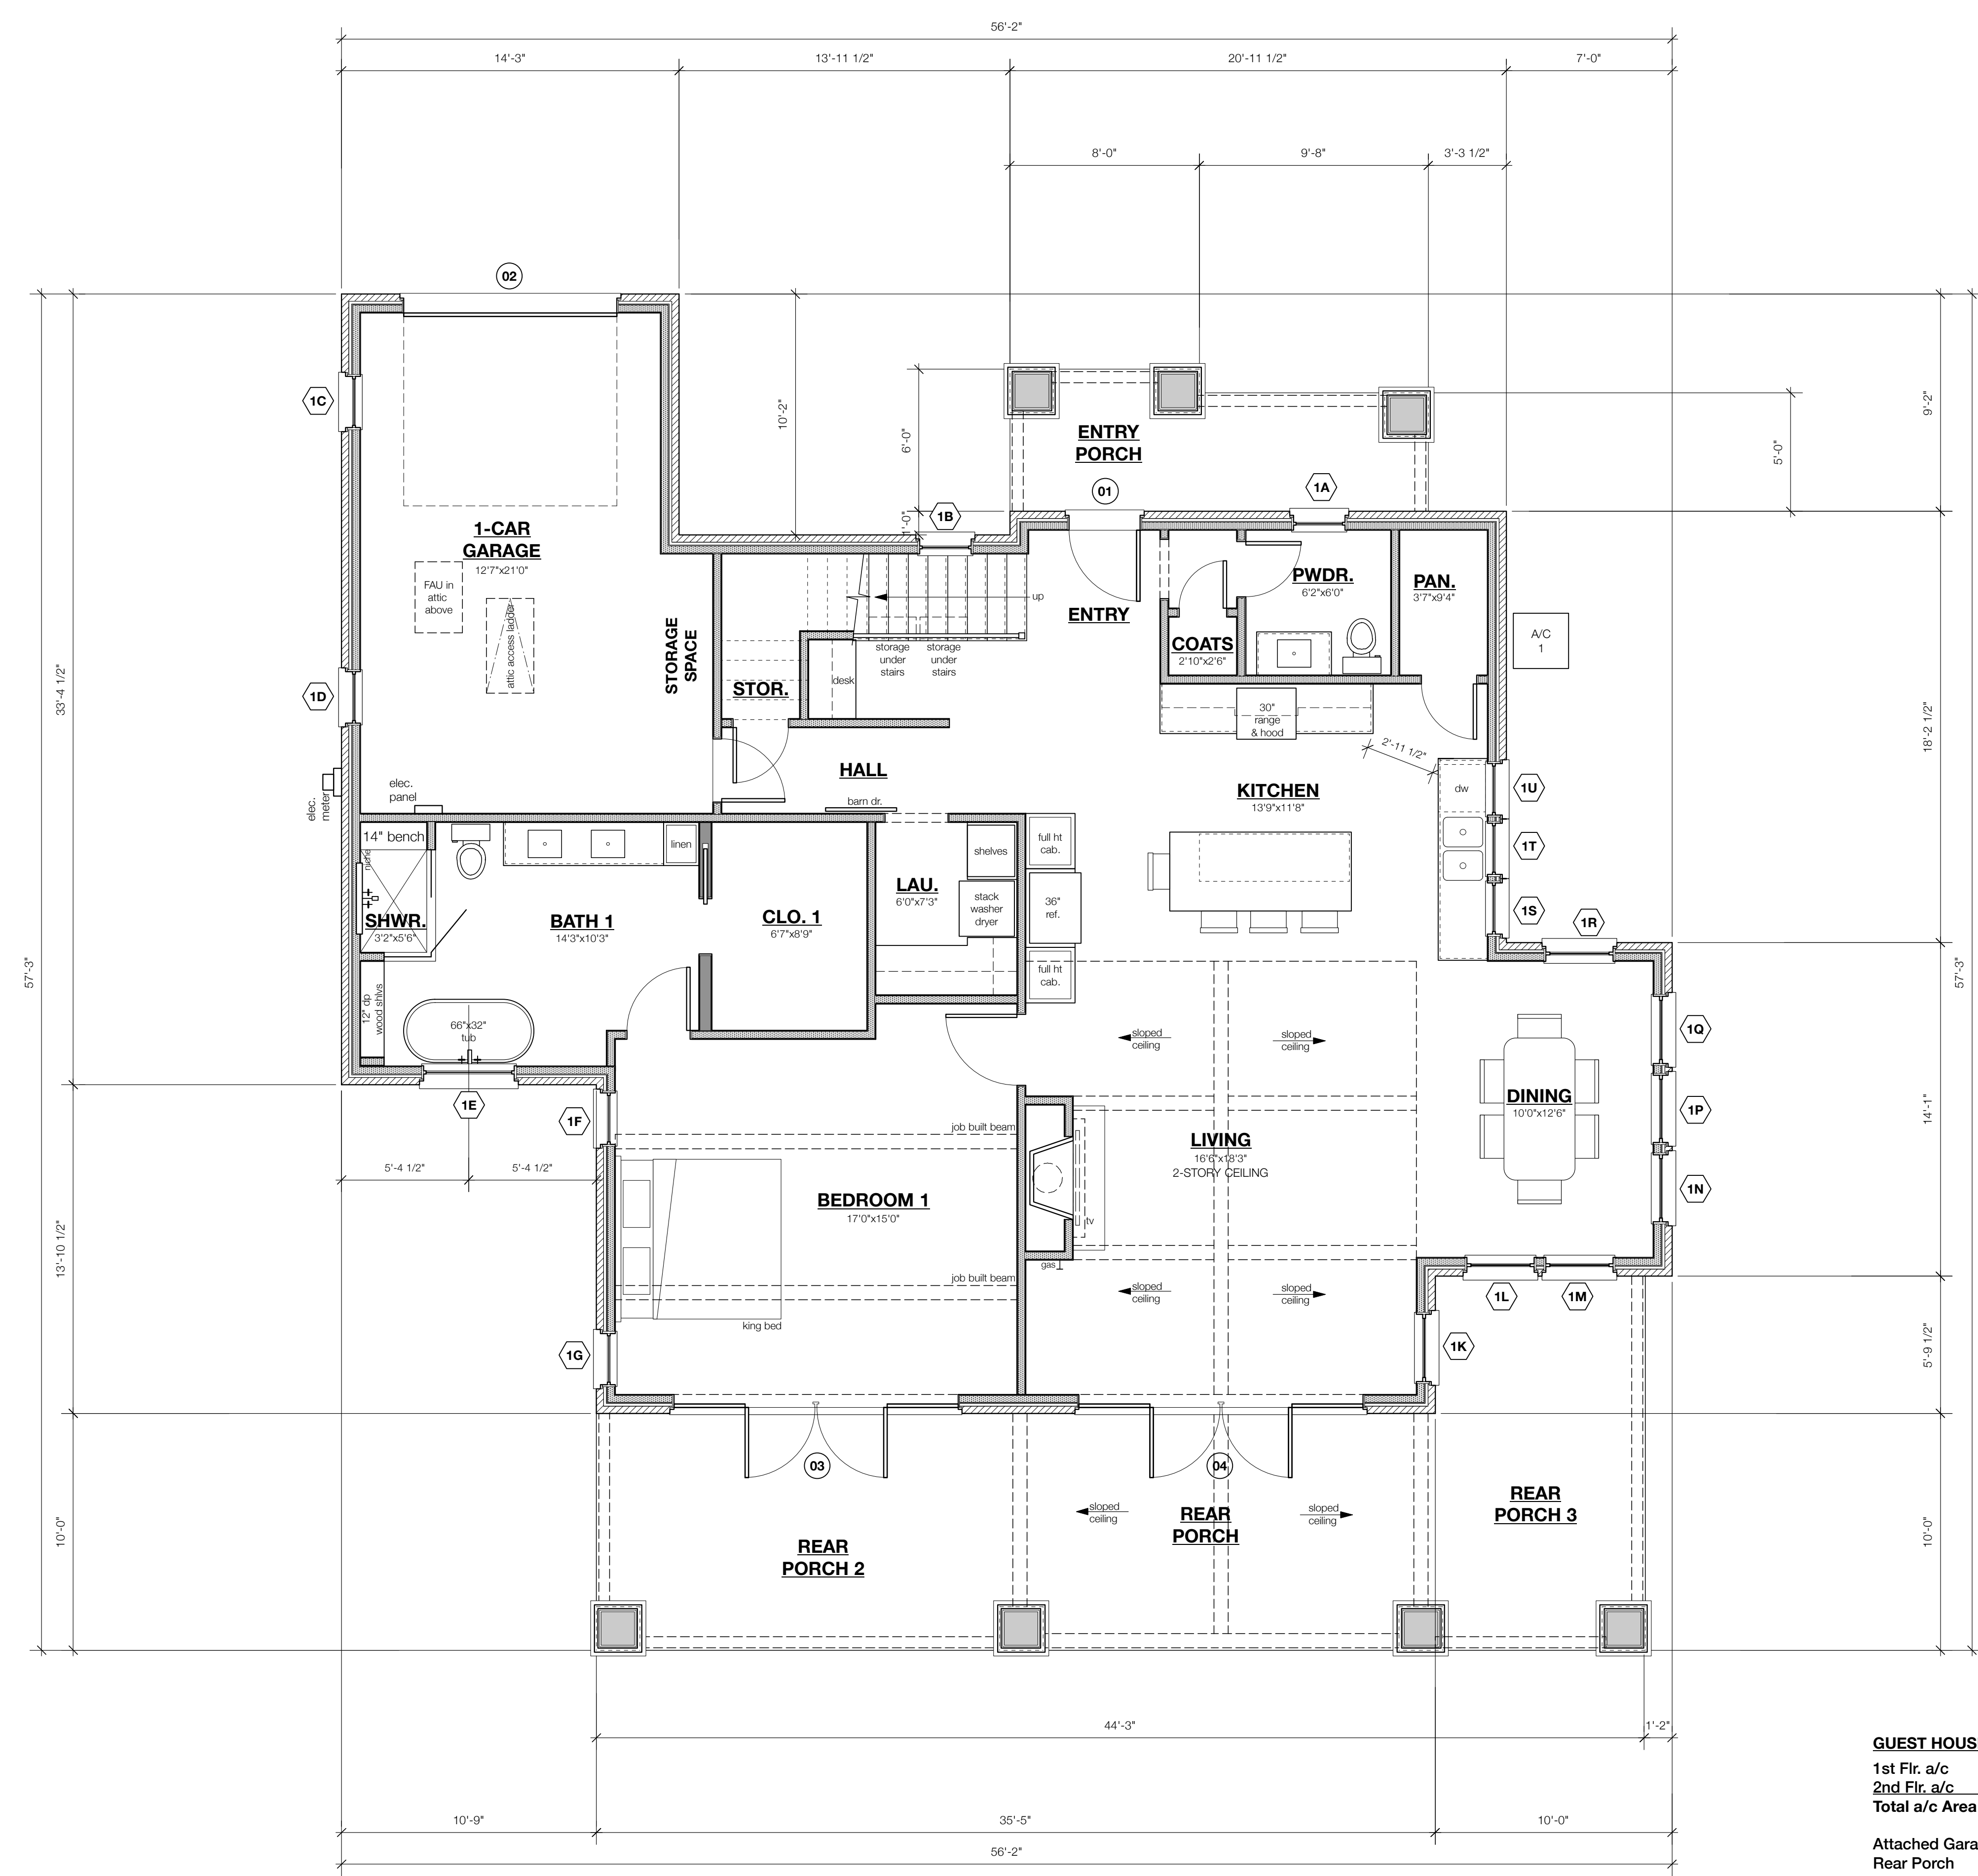 56'-2"
14'-3"
13'-11 1/2"
20'-11 1/2"
7'-0"
8'-0"
9'-8"
3'-3 1/2"
02
1C
10'-2"
6'-0"
1'-0"
ENTRY
PORCH
9'-2"
5'-0"
01
1A
1B
1-CAR
GARAGE
12'7"x21'0"
FAU in
attic
above
attic access ladder
STORAGE
SPACE
up
ENTRY
PWDR.
6'2"x6'0"
PAN.
3'7"x9'4"
COATS
2'10"x2'6"
A/C
1
storage
under
stairs
storage
under
stairs
desk
STOR.
1D
33'-4 1/2"
18'-2 1/2"
30"
range
& hood
2'-11 1/2"
HALL
barn dr.
elec.
panel
elec.
meter
KITCHEN
13'9"x11'8"
dw
1U
1T
1S
1R
14" bench
niche
linen
SHWR.
3'2"x5'6"
BATH 1
14'3"x10'3"
CLO. 1
6'7"x8'9"
LAU.
6'0"x7'3"
shelves
stack
washer
dryer
full ht
cab.
36"
ref.
full ht
cab.
57'-3"
57'-3"
12" dp
wood shlvs
66"x32"
tub
sloped
ceiling
sloped
ceiling
1Q
1P
1N
1E
1F
DINING
10'0"x12'6"
14'-1"
job built beam
LIVING
16'6"x18'3"
2-STORY CEILING
5'-4 1/2"
5'-4 1/2"
BEDROOM 1
17'0"x15'0"
tv
gas
13'-10 1/2"
job built beam
sloped
ceiling
sloped
ceiling
1L
1M
king bed
1G
1K
5'-9 1/2"
03
04
REAR
PORCH 3
sloped
ceiling
REAR
PORCH
sloped
ceiling
REAR
PORCH 2
10'-0"
10'-0"
44'-3"
1'-2"
GUEST HOUS
1st Flr. a/c
2nd Flr. a/c
Total a/c Area
10'-9"
35'-5"
10'-0"
Attached Gara
56'-2"
Rear Porch